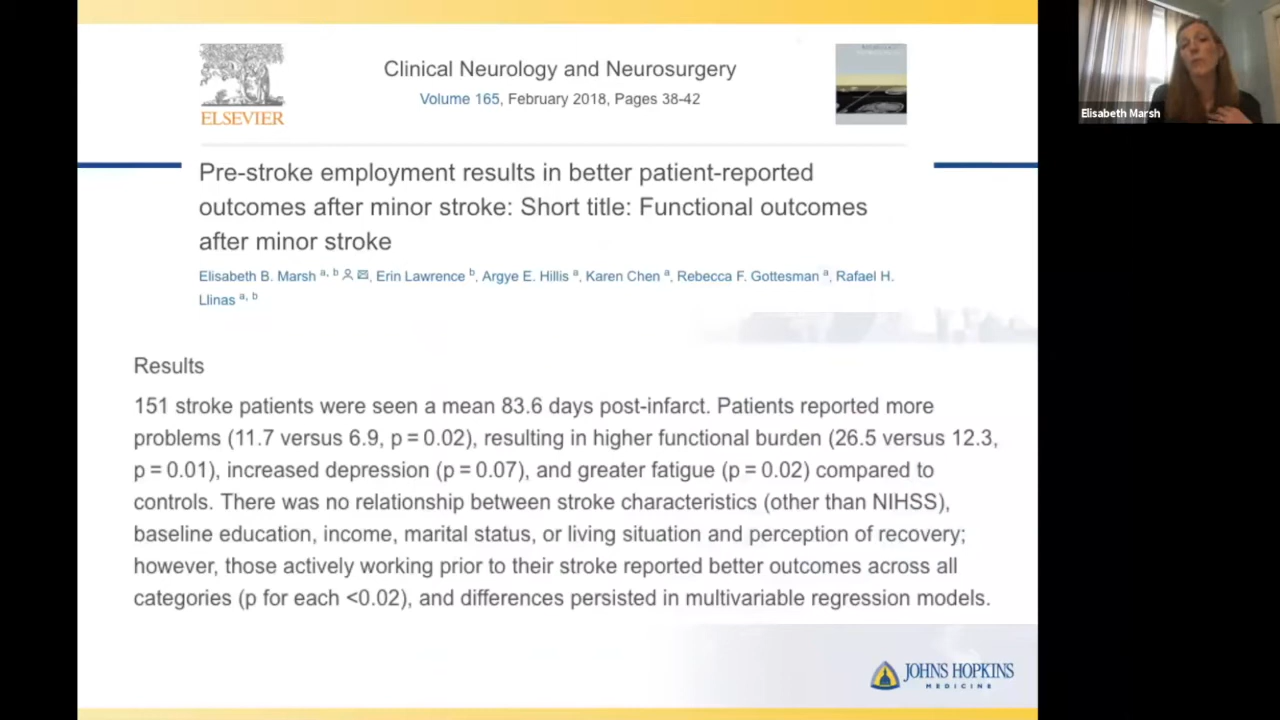 ELSEVIER
Clinical Neurology and Neurosurgery
Volume 165, February 2018, Pages 38-42
Elisabeth Marsh
Pre-stroke employment results in better patient-reported
outcomes after minor stroke: Short title: Functional outcomes
after minor stroke
Elisabeth B. Marsh a, b, Erin Lawrence b, Argye E. Hillis a, Karen Chen a, Rebecca F. Gottesman a, Rafael H.
Llinas a, b
Results
151 stroke patients were seen a mean 83.6 days post-infarct. Patients reported more
problems (11.7 versus 6.9, p = 0.02), resulting in higher functional burden (26.5 versus 12.3,
p = 0.01), increased depression (p = 0.07), and greater fatigue (p = 0.02) compared to
controls. There was no relationship between stroke characteristics (other than NIHSS),
baseline education, income, marital status, or living situation and perception of recovery;
however, those actively working prior to their stroke reported better outcomes across all
categories (p for each <0.02), and differences persisted in multivariable regression models.
JOHNS HOPKINS
MEDICINE